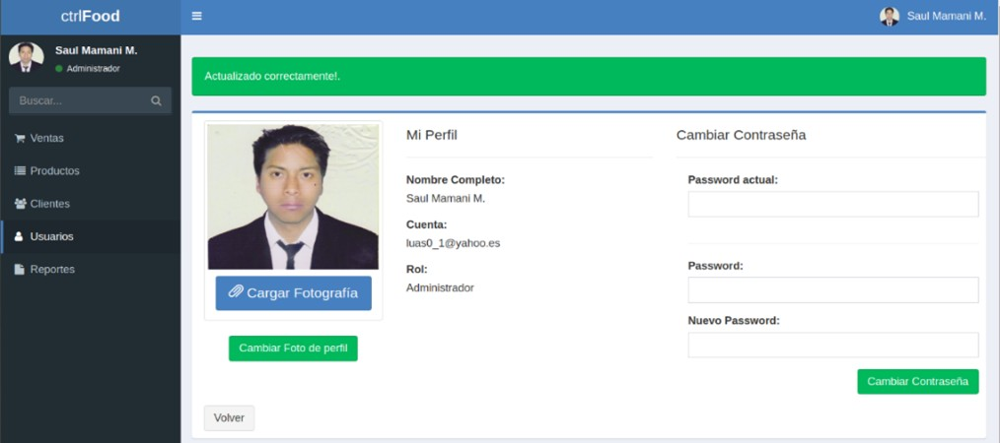 ctrlFood
Saul Mamani M.
Saul Mamani M.
Administrador
Buscar...
Ventas
Productos
Clientes
Usuarios
Reportes
Actualizado correctamente!.
Cargar Fotografía
Cambiar Foto de perfil
Volver
Mi Perfil
Nombre Completo:
Saul Mamani M.
Cuenta:
luas0_1@yahoo.es
Rol:
Administrador
Cambiar Contraseña
Password actual:
Password:
Nuevo Password:
Cambiar Contraseña